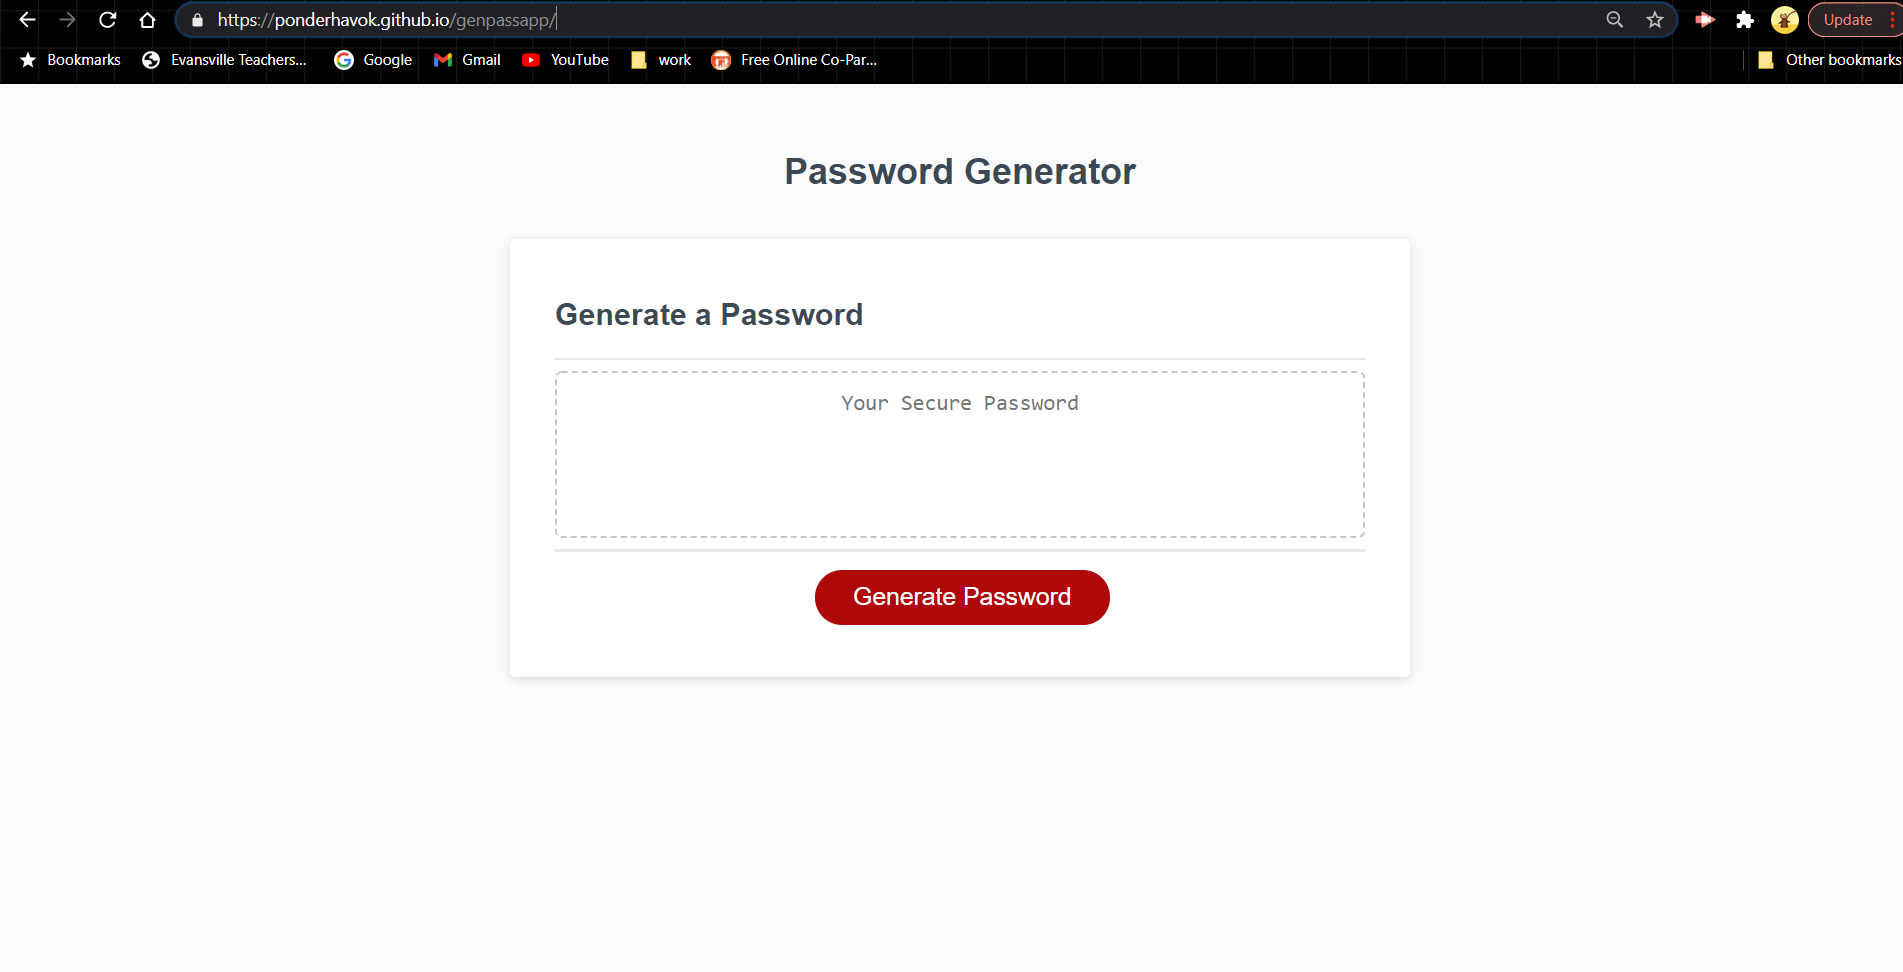 https://ponderhavok.github.io/genpassapp/
Update
Bookmarks Evansville Teachers... Google Gmail YouTube work Free Online Co-Par... Other bookmarks
Password Generator
Generate a Password
Your Secure Password
Generate Password